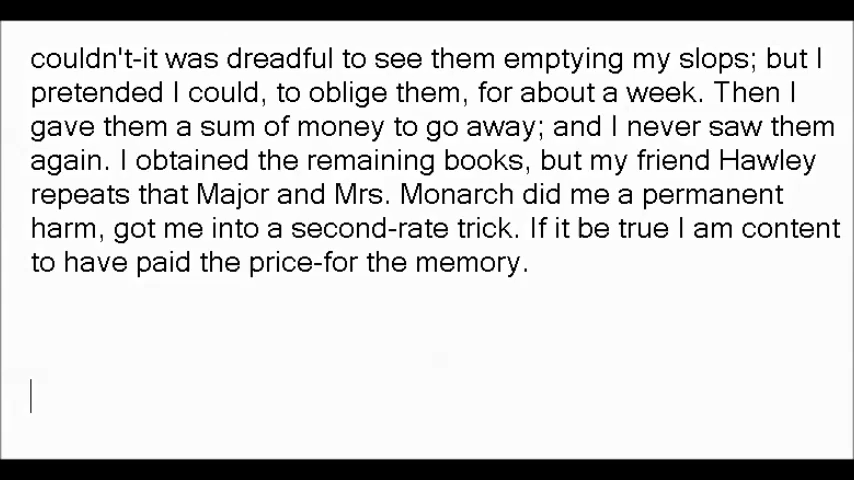 couldn't-it was dreadful to see them emptying my slops; but I
pretended I could, to oblige them, for about a week. Then I
gave them a sum of money to go away; and I never saw them
again. I obtained the remaining books, but my friend Hawley
repeats that Major and Mrs. Monarch did me a permanent
harm, got me into a second-rate trick. If it be true I am content
to have paid the price-for the memory.